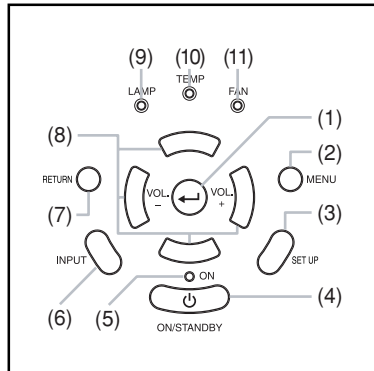 (9) (10) (11)
TEMP
LAMP FAN
(8) (1)
(2)
RETURN VOL. VOL. MENU
– +
(7) (3)
INPUT SET UP
ON
(6) (5) (4)
ON/STANDBY